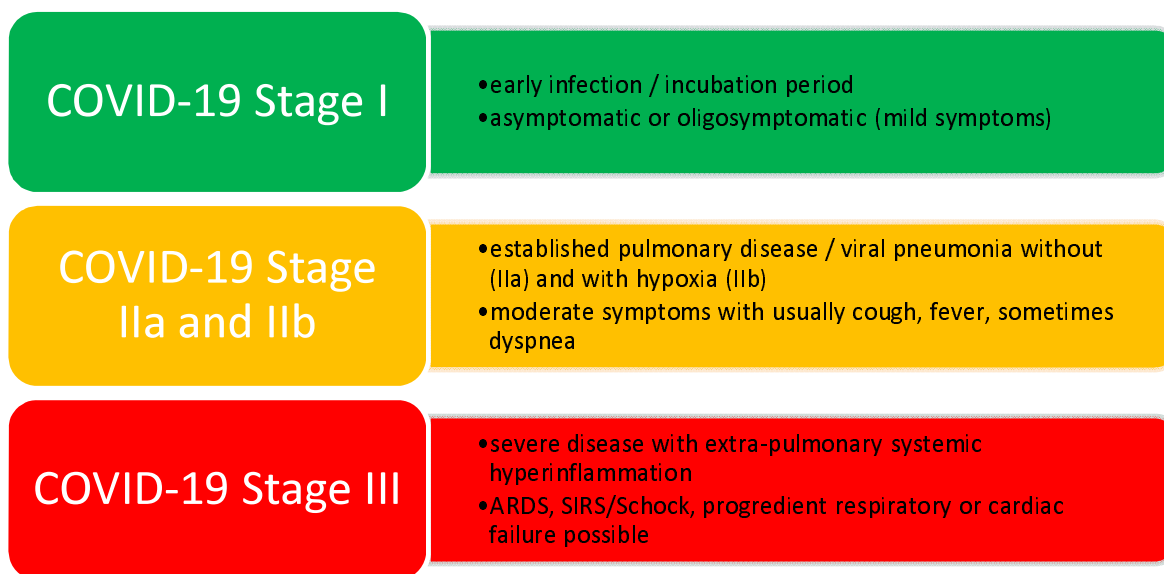 COVID-19 Stage I
•early infection / incubation period
•asymptomatic or oligosymptomatic (mild symptoms)
COVID-19 Stage
IIa and IIb
•established pulmonary disease / viral pneumonia without
(IIa) and with hypoxia (IIb)
•moderate symptoms with usually cough, fever, sometimes
dyspnea
COVID-19 Stage III
•severe disease with extra-pulmonary systemic
hyperinflammation
•ARDS, SIRS/Schock, progredient respiratory or cardiac
failure possible